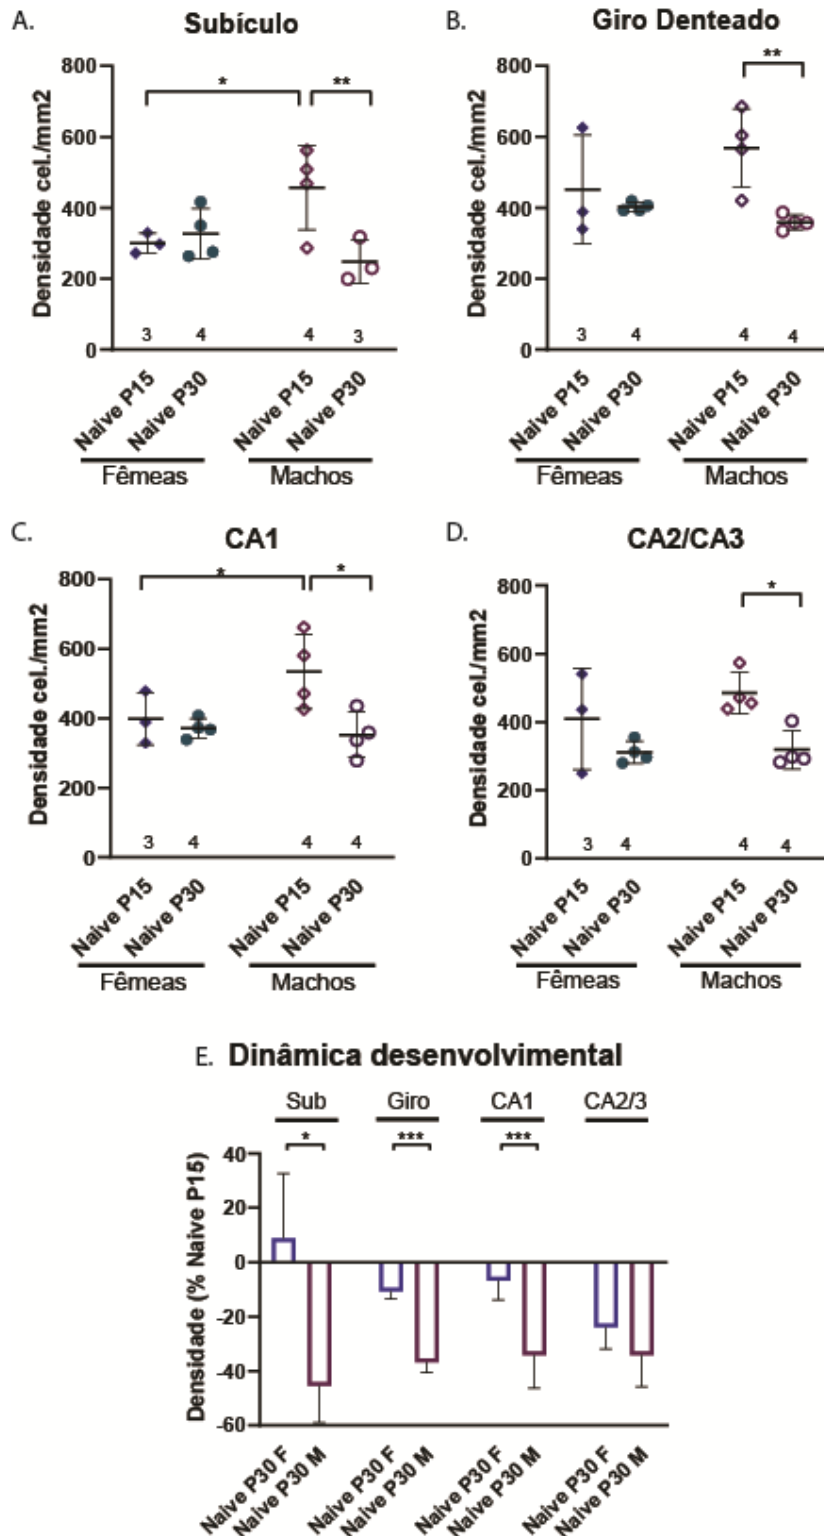 A.
Subículo
Densidade cel./mm2
800
600
400
200
0
*
**
3
4
4
3
Naive P15
Naive P30
Naive P15
Naive P30
Fêmeas
Machos
B.
Giro Denteado
Densidade cel./mm2
800
600
400
200
0
**
3
4
4
4
Naive P15
Naive P30
Naive P15
Naive P30
Fêmeas
Machos
C.
CA1
Densidade cel./mm2
800
600
400
200
0
*
*
3
4
4
4
Naive P15
Naive P30
Naive P15
Naive P30
Fêmeas
Machos
D.
CA2/CA3
Densidade cel./mm2
800
600
400
200
0
*
3
4
4
4
Naive P15
Naive P30
Naive P15
Naive P30
Fêmeas
Machos
E. Dinâmica desenvolvimental
Sub
Giro
CA1
CA2/3
*
***
***
Densidade (% Naive P15)
40
20
0
-20
-40
-60
Naive P30 F
Naive P30 M
Naive P30 F
Naive P30 M
Naive P30 F
Naive P30 M
Naive P30 F
Naive P30 M